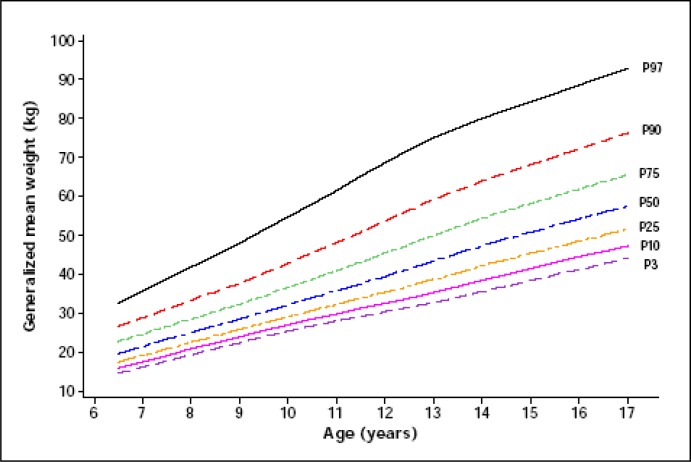 Generalized mean weight (kg)
100
90
80
70
60
50
40
30
20
10
P97
P90
P75
P50
P25
P10
P3
6 7 8 9 10 11 12 13 14 15 16 17
Age (years)